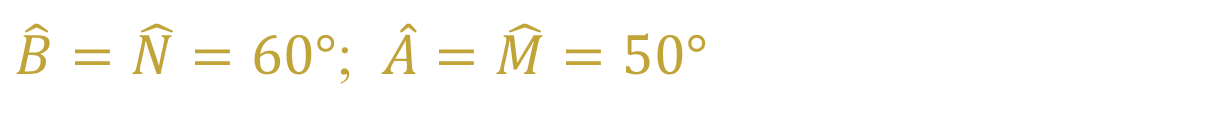 B̂ = N̂ = 60°; Â = M̂ = 50°